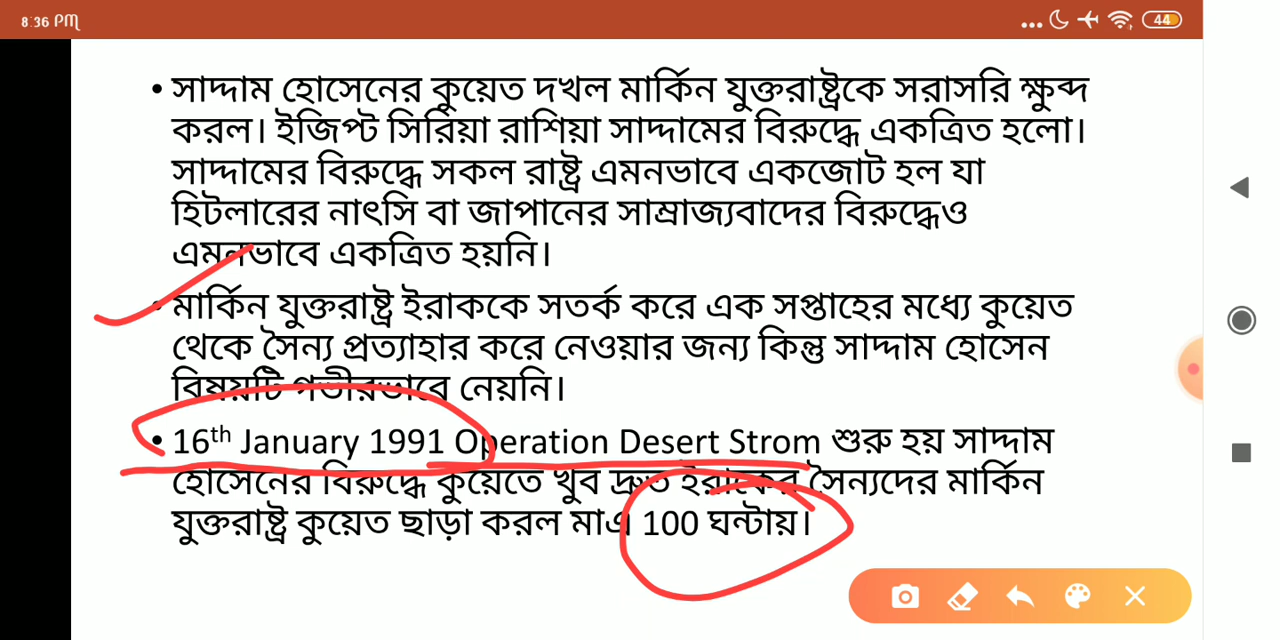 8:36 PM
44
• সাদ্দাম হোসেনের কুয়েত দখল মার্কিন যুক্তরাষ্ট্রকে সরাসরি ক্ষুব্দ
করল। ইজিপ্ট সিরিয়া রাশিয়া সাদ্দামের বিরুদ্ধে একত্রিত হলো।
সাদ্দামের বিরুদ্ধে সকল রাষ্ট্র এমনভাবে একজোট হল যা
হিটলারের নাৎসি বা জাপানের সাম্রাজ্যবাদের বিরুদ্ধেও
এমনভাবে একত্রিত হয়নি।
• মার্কিন যুক্তরাষ্ট্র ইরাককে সতর্ক করে এক সপ্তাহের মধ্যে কুয়েত
থেকে সৈন্য প্রত্যাহার করে নেওয়ার জন্য কিন্তু সাদ্দাম হোসেন
বিষয়টি গভীরভাবে নেয়নি।
• 16th January 1991 Operation Desert Strom শুরু হয় সাদ্দাম
হোসেনের বিরুদ্ধে কুয়েতে খুব দ্রুত ইরাকের সৈন্যদের মার্কিন
যুক্তরাষ্ট্র কুয়েত ছাড়া করল মাএ 100 ঘন্টায়।